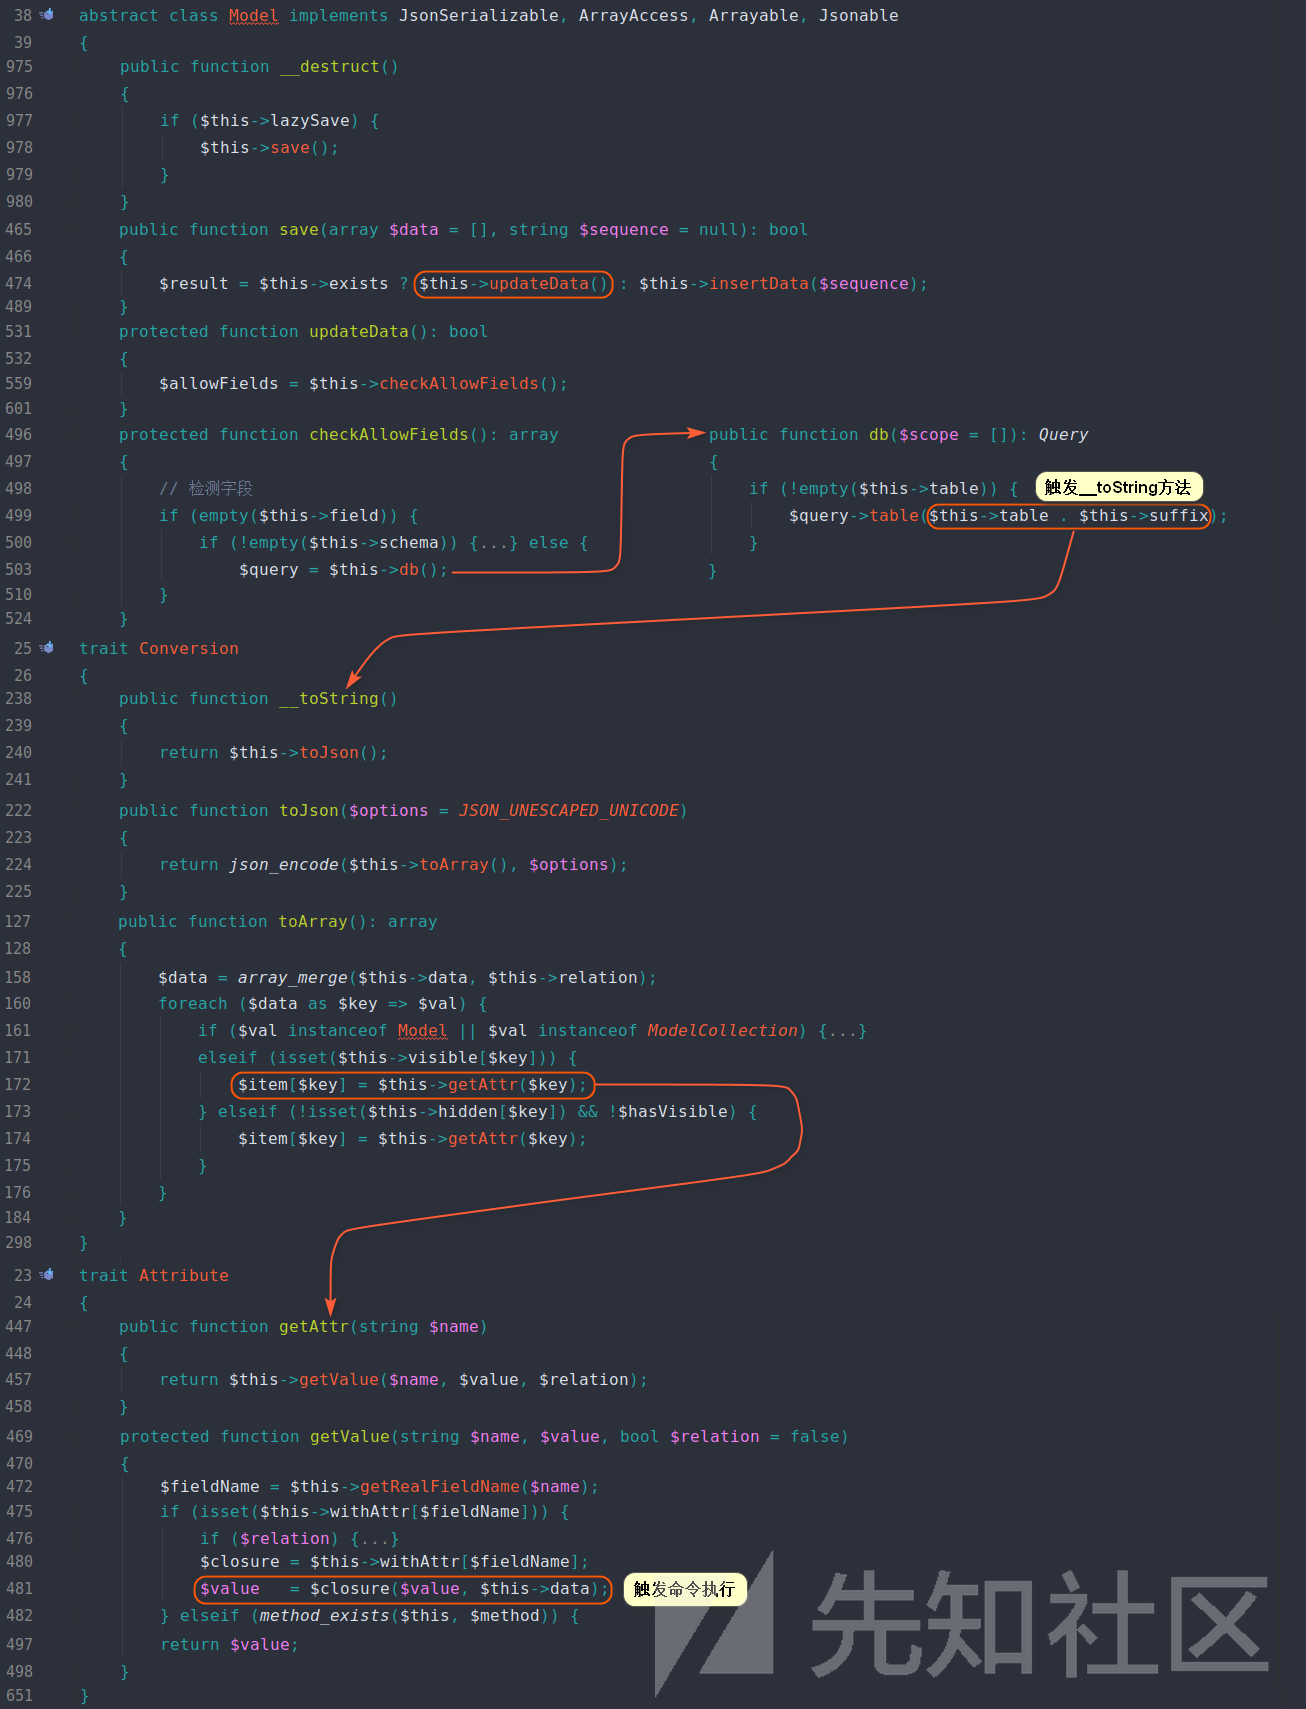 38 abstract class Model implements JsonSerializable, ArrayAccess, Arrayable, Jsonable
39 {
975 public function __destruct()
976 {
977 if ($this->lazySave) {
978 $this->save();
979 }
980 }
465 public function save(array $data = [], string $sequence = null): bool
466 {
474 $result = $this->exists ? $this->updateData() : $this->insertData($sequence);
489 }
531 protected function updateData(): bool
532 {
559 $allowFields = $this->checkAllowFields();
601 }
496 protected function checkAllowFields(): array
497 {
498 // 检测字段
499 if (empty($this->field)) {
500 if (!empty($this->schema)) {...} else {
503 $query = $this->db();
510 }
524 }
public function db($scope = []): Query
{
if (!empty($this->table)) {
触发__toString方法
$query->table($this->table . $this->suffix);
}
}
25 trait Conversion
26 {
238 public function __toString()
239 {
240 return $this->toJson();
241 }
222 public function toJson($options = JSON_UNESCAPED_UNICODE)
223 {
224 return json_encode($this->toArray(), $options);
225 }
127 public function toArray(): array
128 {
158 $data = array_merge($this->data, $this->relation);
160 foreach ($data as $key => $val) {
161 if ($val instanceof Model || $val instanceof ModelCollection) {...}
171 elseif (isset($this->visible[$key])) {
172 $item[$key] = $this->getAttr($key);
173 } elseif (!isset($this->hidden[$key]) && !$hasVisible) {
174 $item[$key] = $this->getAttr($key);
175 }
176 }
184 }
298 }
23 trait Attribute
24 {
447 public function getAttr(string $name)
448 {
457 return $this->getValue($name, $value, $relation);
458 }
469 protected function getValue(string $name, $value, bool $relation = false)
470 {
472 $fieldName = $this->getRealFieldName($name);
475 if (isset($this->withAttr[$fieldName])) {
476 if ($relation) {...}
480 $closure = $this->withAttr[$fieldName];
481 $value = $closure($value, $this->data);
触发命令执行
482 } elseif (method_exists($this, $method)) {
497 return $value;
498 }
651 }
先知社区